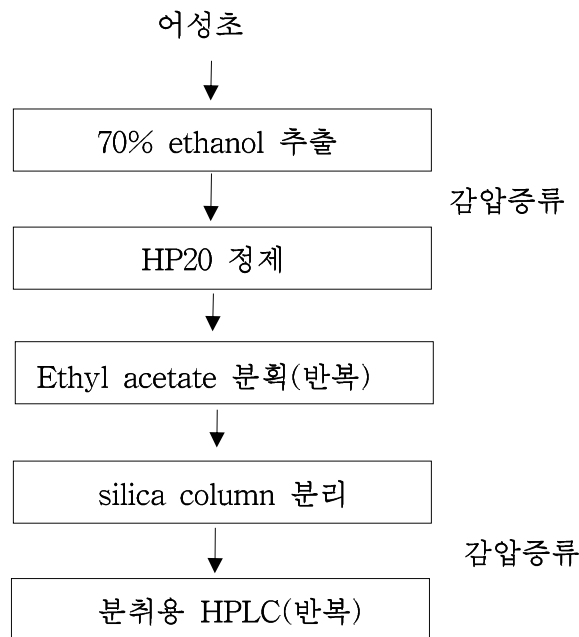 어성초
70% ethanol 추출
감압증류
HP20 정제
Ethyl acetate 분획(반복)
silica column 분리
감압증류
분취용 HPLC(반복)